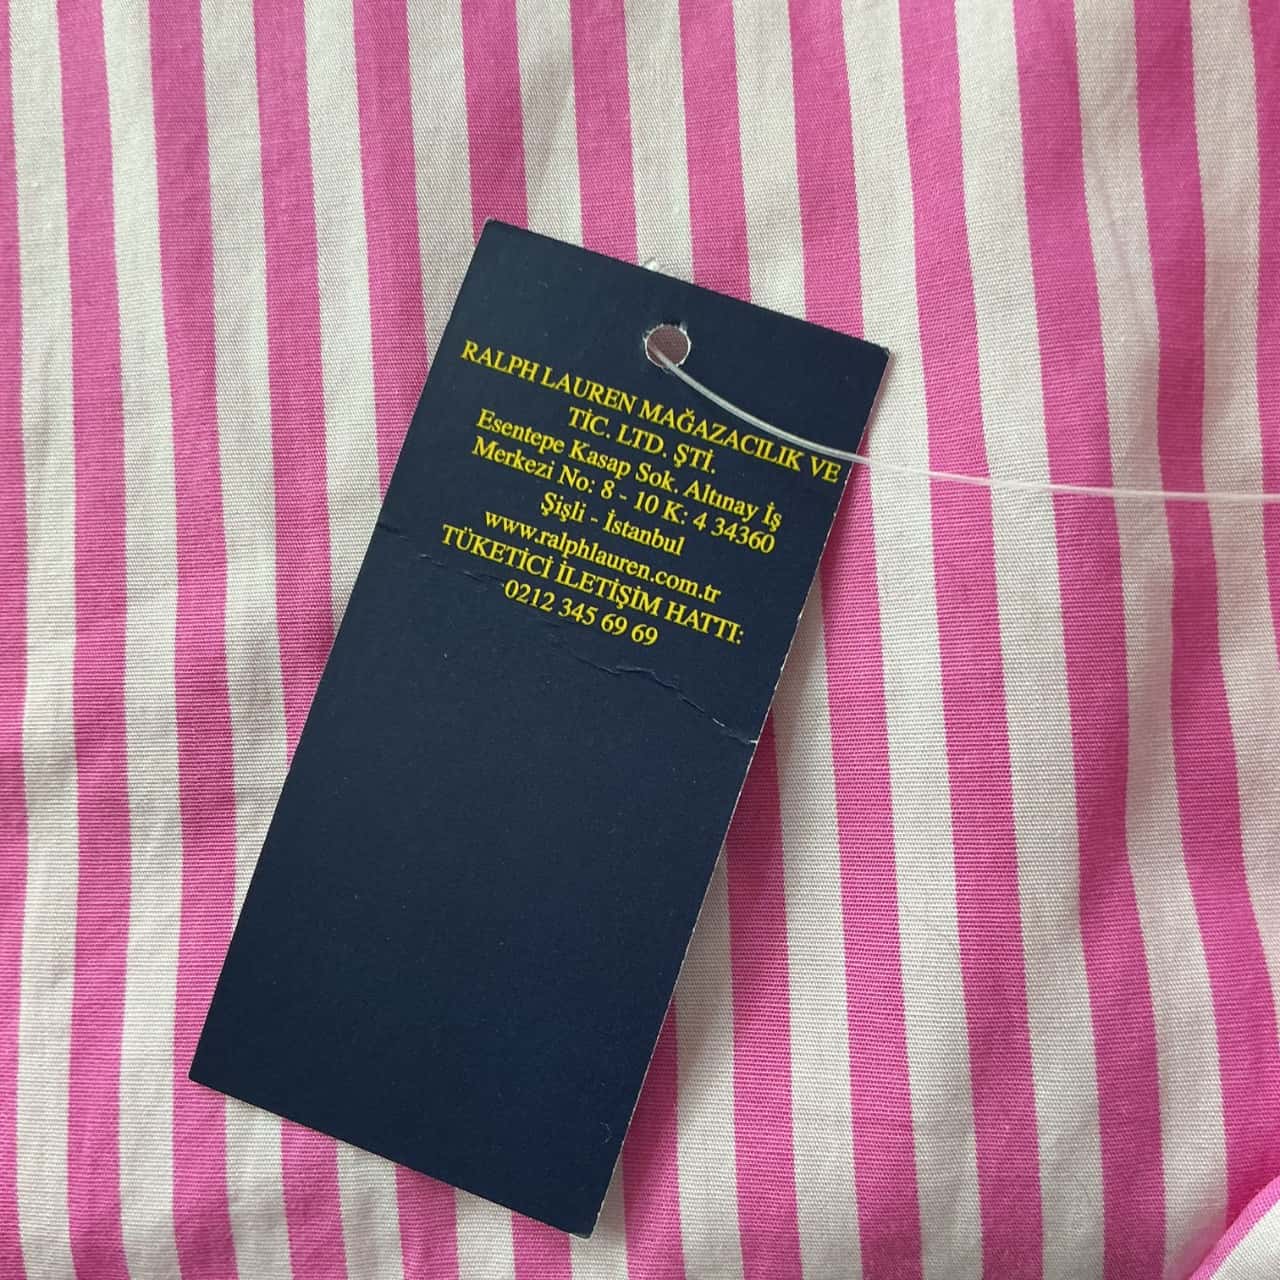 RALPH LAUREN MAĞAZACILIK VE
TİC. LTD. ŞTİ.
Esentepe Kasap Sok. Altınay İş
Merkezi No: 8 - 10 K: 4 34360
Şişli - İstanbul
www.ralphlauren.com.tr
TÜKETİCİ İLETİŞİM HATTI:
0212 345 69 69